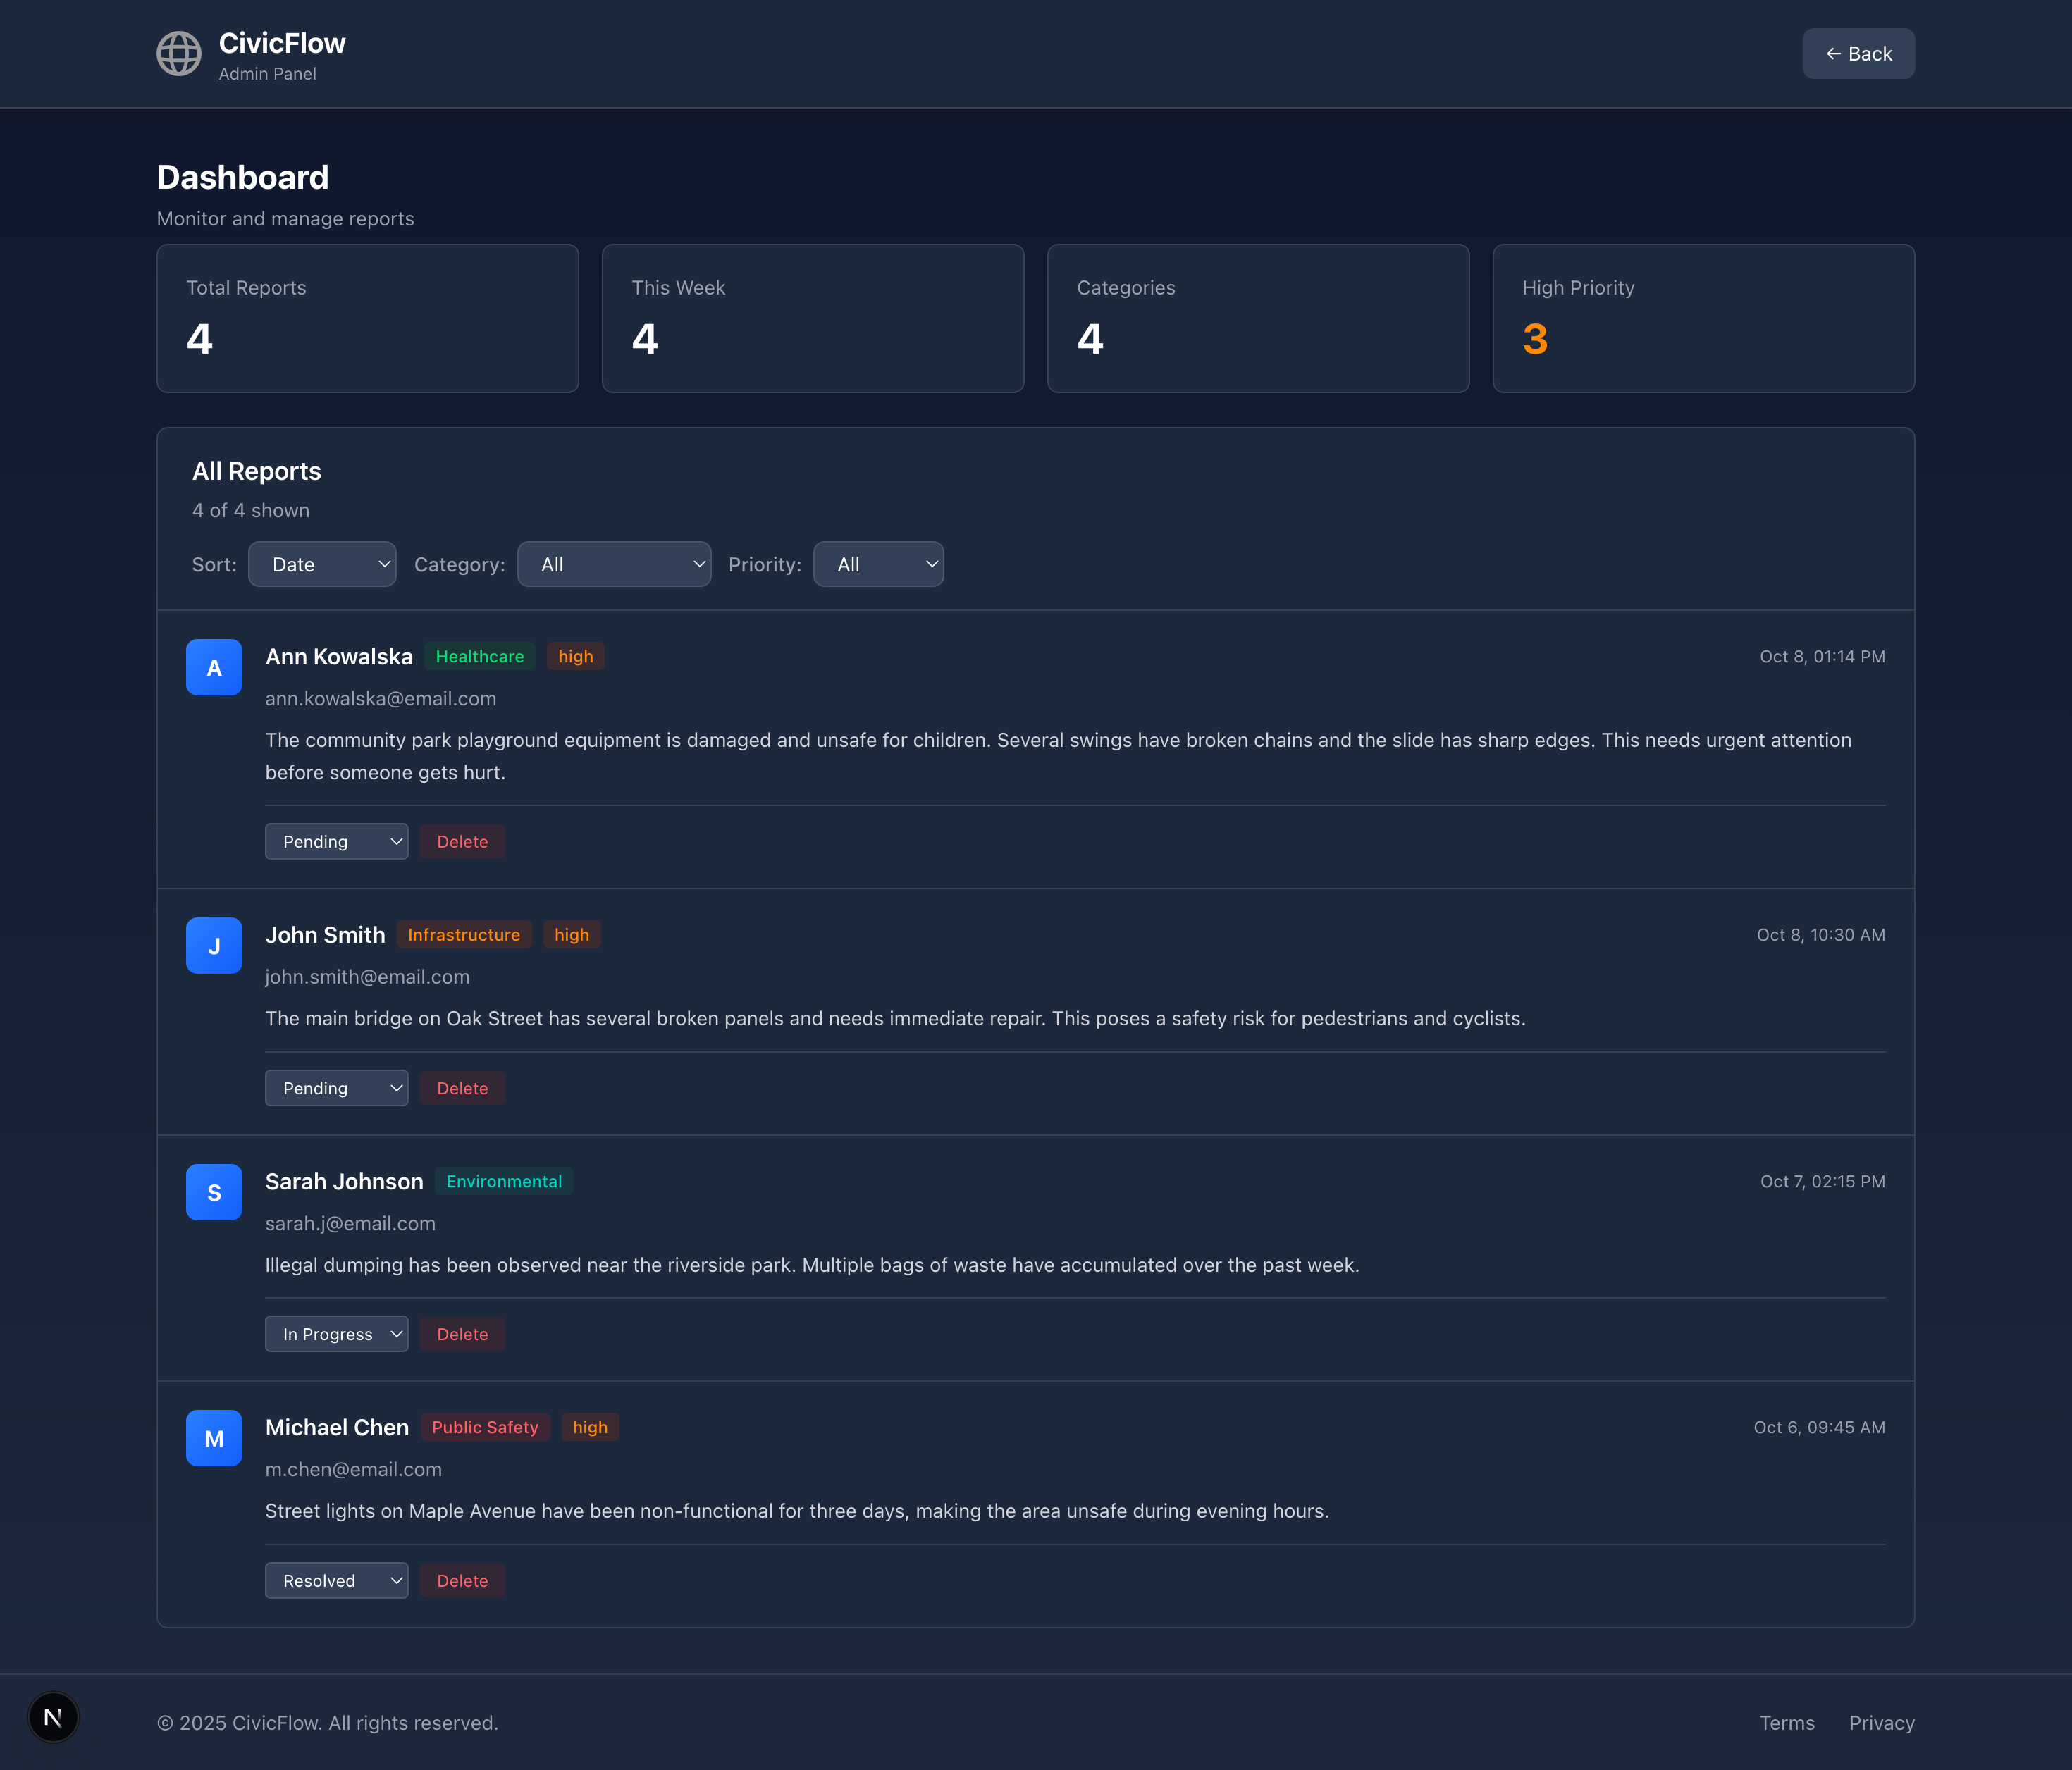 CivicFlow
Admin Panel
← Back
Dashboard
Monitor and manage reports
Total Reports
4
This Week
4
Categories
4
High Priority
3
All Reports
4 of 4 shown
Sort: Date Category: All Priority: All
A
Ann Kowalska Healthcare high Oct 8, 01:14 PM
ann.kowalska@email.com
The community park playground equipment is damaged and unsafe for children. Several swings have broken chains and the slide has sharp edges. This needs urgent attention
before someone gets hurt.
Pending Delete
J
John Smith Infrastructure high Oct 8, 10:30 AM
john.smith@email.com
The main bridge on Oak Street has several broken panels and needs immediate repair. This poses a safety risk for pedestrians and cyclists.
Pending Delete
S
Sarah Johnson Environmental Oct 7, 02:15 PM
sarah.j@email.com
Illegal dumping has been observed near the riverside park. Multiple bags of waste have accumulated over the past week.
In Progress Delete
M
Michael Chen Public Safety high Oct 6, 09:45 AM
m.chen@email.com
Street lights on Maple Avenue have been non-functional for three days, making the area unsafe during evening hours.
Resolved Delete
N
© 2025 CivicFlow. All rights reserved. Terms Privacy